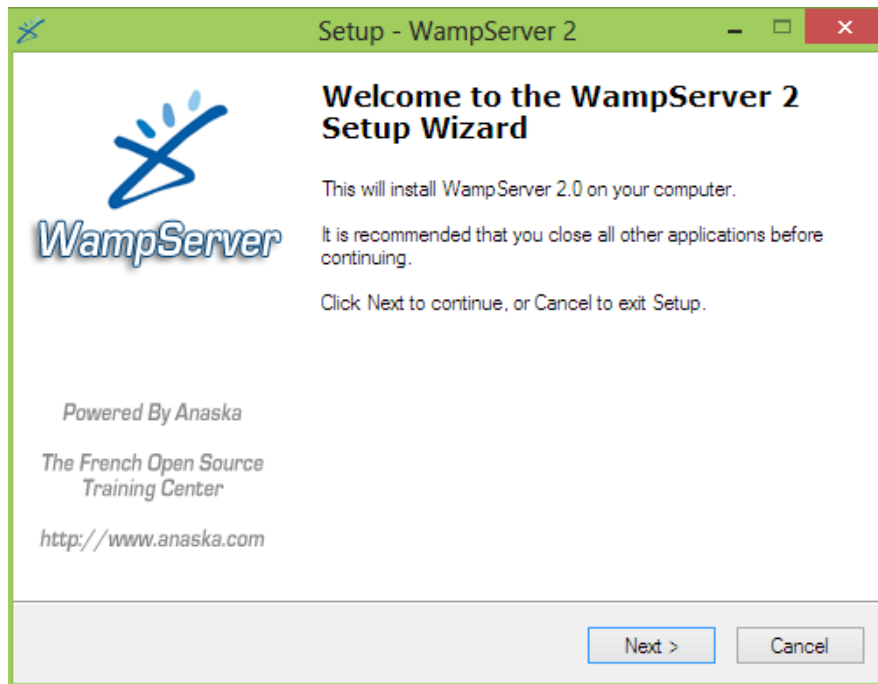 Setup - WampServer 2
Welcome to the WampServer 2
Setup Wizard
This will install WampServer 2.0 on your computer.
It is recommended that you close all other applications before
continuing.
Click Next to continue, or Cancel to exit Setup.
WampServer
Powered By Anaska
The French Open Source
Training Center
http://www.anaska.com
Next >
Cancel